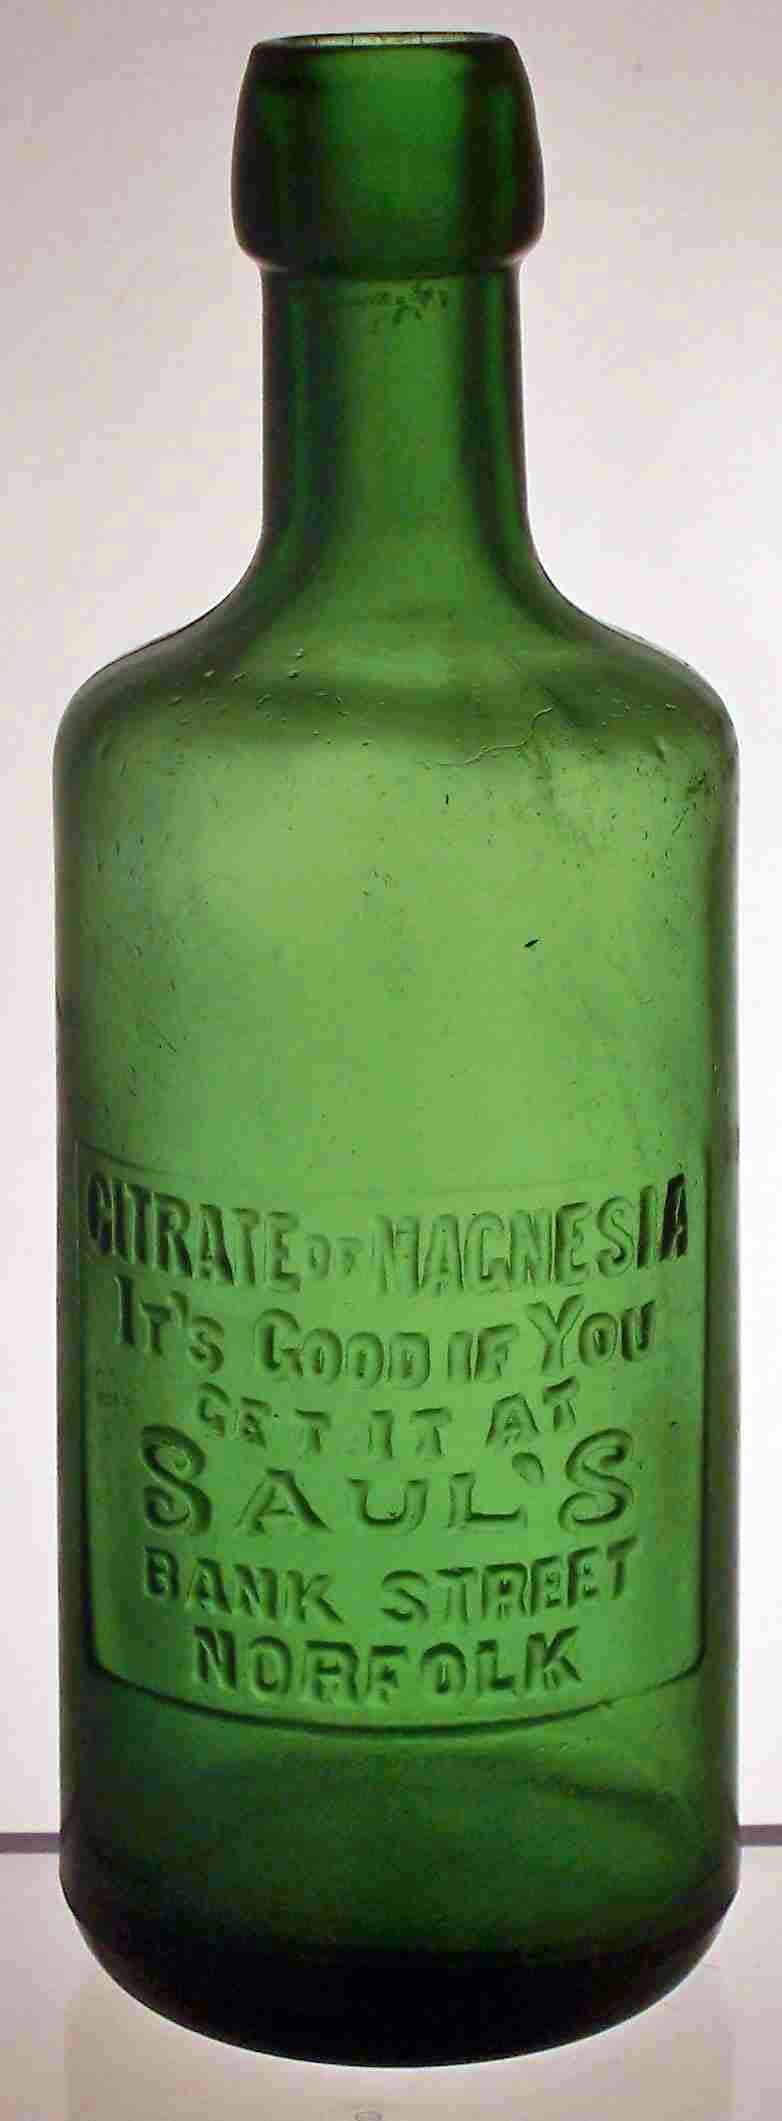 CITRATE OF MAGNESIA
IT'S GOOD IF YOU
GET IT AT
SAUL'S
BANK STREET
NORFOLK